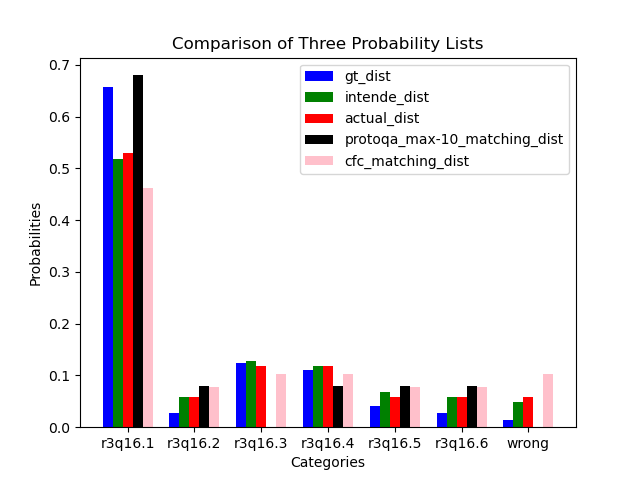 Comparison of Three Probability Lists
gt_dist
intende_dist
actual_dist
protoqa_max-10_matching_dist
cfc_matching_dist
Probabilities
0.7
0.6
0.5
0.4
0.3
0.2
0.1
0.0
r3q16.1 r3q16.2 r3q16.3 r3q16.4 r3q16.5 r3q16.6 wrong
Categories